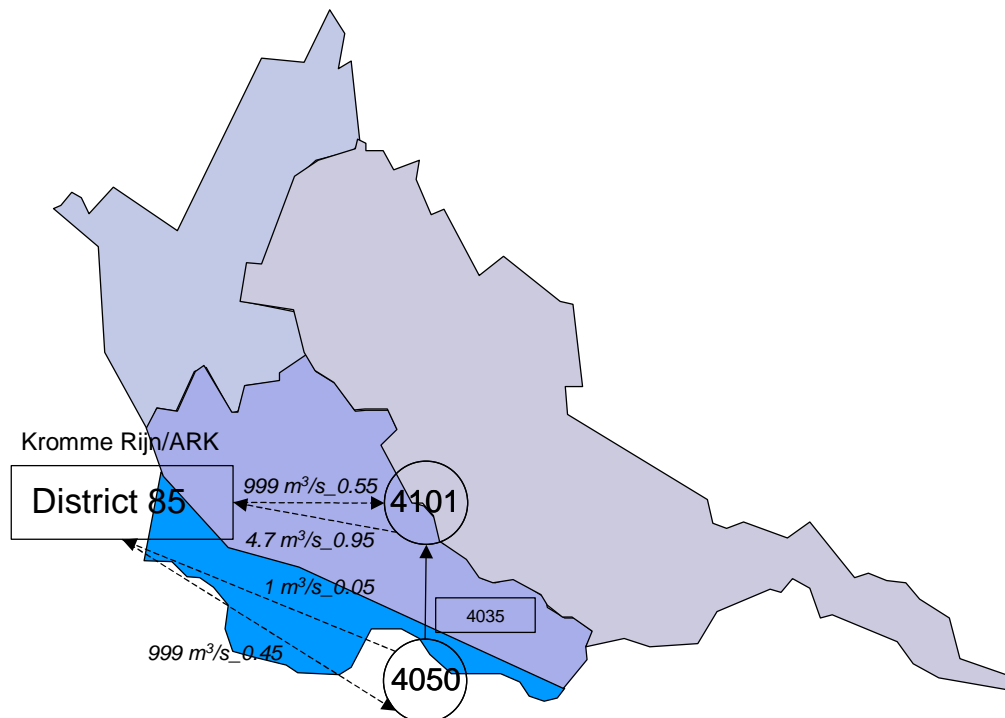 Kromme Rijn/ARK
District 85
999 m³/s_0.55
4101
4.7 m³/s_0.95
1 m³/s_0.05
4035
999 m³/s_0.45
4050